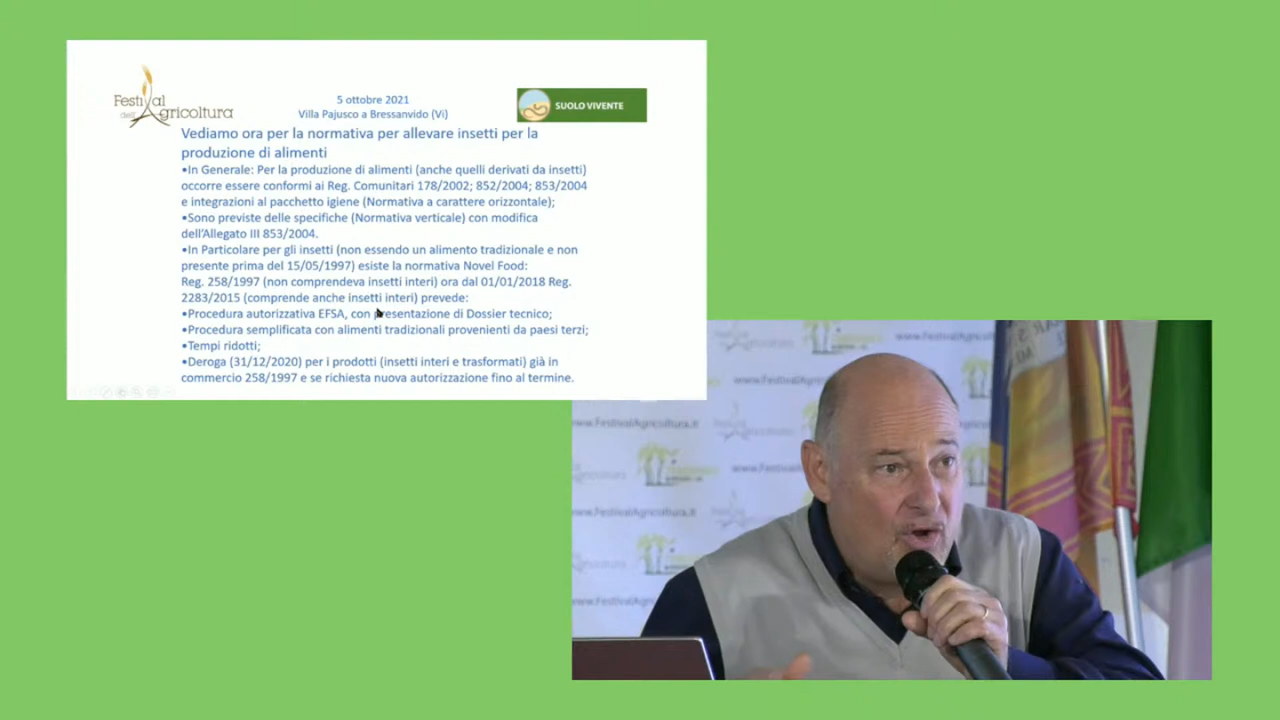 Festival
dell'Agricoltura
5 ottobre 2021
Villa Pajusco a Bressanvido (Vi)
SUOLO VIVENTE
Vediamo ora per la normativa per allevare insetti per la
produzione di alimenti
•In Generale: Per la produzione di alimenti (anche quelli derivati da insetti)
occorre essere conformi ai Reg. Comunitari 178/2002; 852/2004; 853/2004
e integrazioni al pacchetto igiene (Normativa a carattere orizzontale);
•Sono previste delle specifiche (Normativa verticale) con modifica
dell'Allegato III 853/2004.
•In Particolare per gli insetti (non essendo un alimento tradizionale e non
presente prima del 15/05/1997) esiste la normativa Novel Food:
Reg. 258/1997 (non comprendeva insetti interi) ora dal 01/01/2018 Reg.
2283/2015 (comprende anche insetti interi) prevede:
•Procedura autorizzativa EFSA, con presentazione di Dossier tecnico;
•Procedura semplificata con alimenti tradizionali provenienti da paesi terzi;
•Tempi ridotti;
•Deroga (31/12/2020) per i prodotti (insetti interi e trasformati) già in
commercio 258/1997 e se richiesta nuova autorizzazione fino al termine.
www.FestivalAgricoltura.it